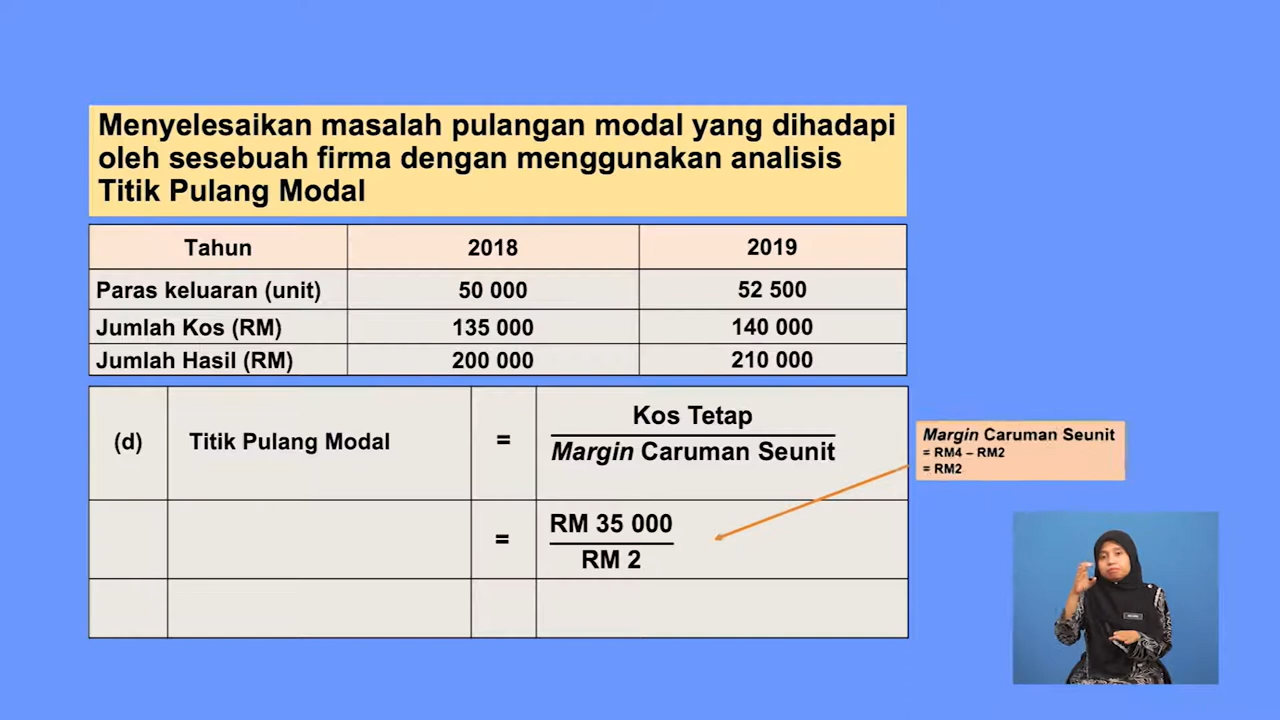 Menyelesaikan masalah pulangan modal yang dihadapi
oleh sesebuah firma dengan menggunakan analisis
Titik Pulang Modal
Tahun 2018 2019
Paras keluaran (unit) 50 000 52 500
Jumlah Kos (RM) 135 000 140 000
Jumlah Hasil (RM) 200 000 210 000
(d) Titik Pulang Modal =
Kos Tetap
Margin Caruman Seunit
=
RM 35 000
RM 2
Margin Caruman Seunit
= RM4 – RM2
= RM2